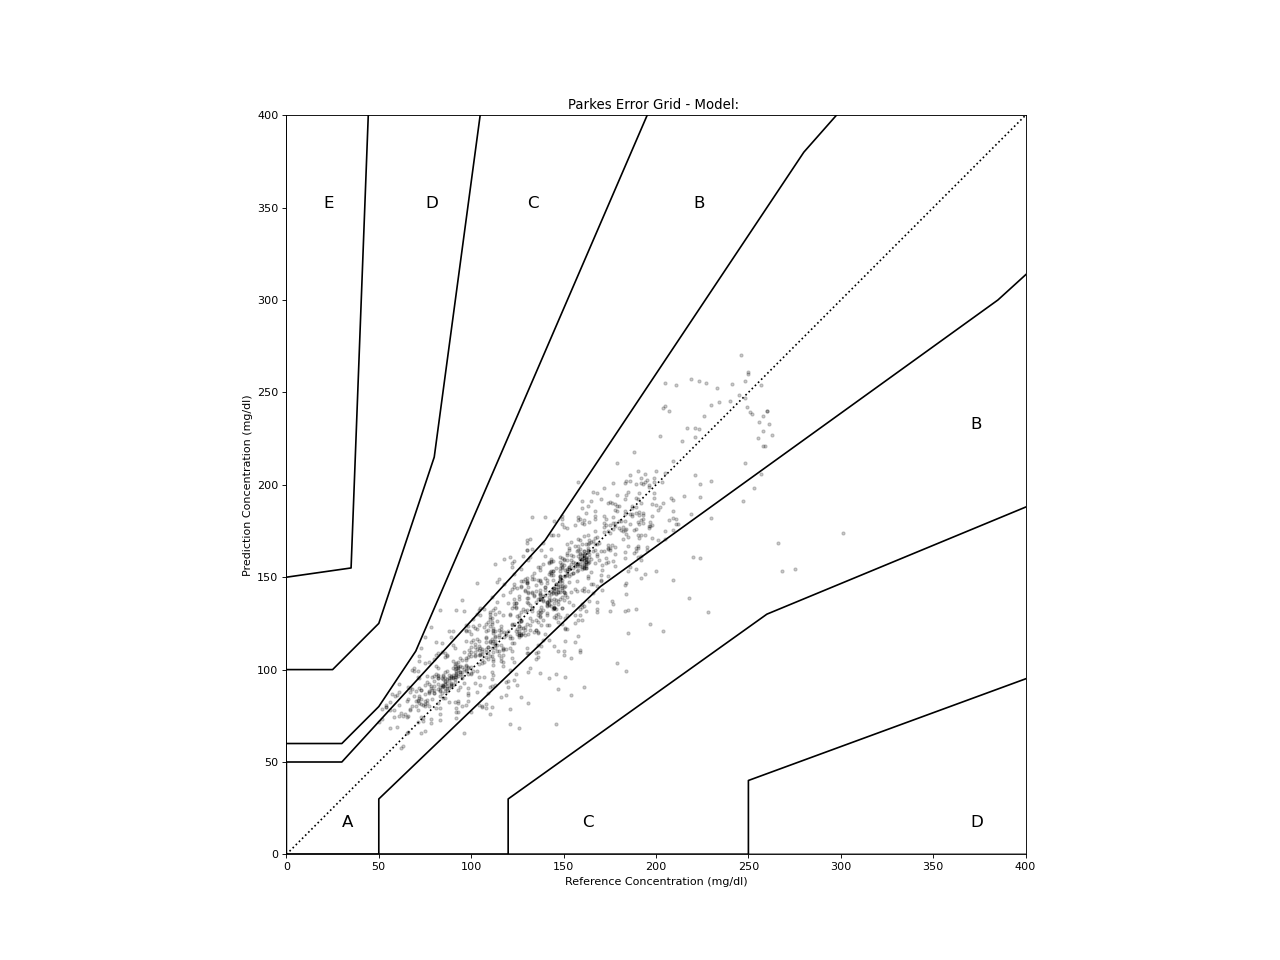 Parkes Error Grid - Model:
400
350
300
250
200
150
100
50
0
Prediction Concentration (mg/dl)
E
D
C
B
B
A
C
D
0 50 100 150 200 250 300 350 400
Reference Concentration (mg/dl)